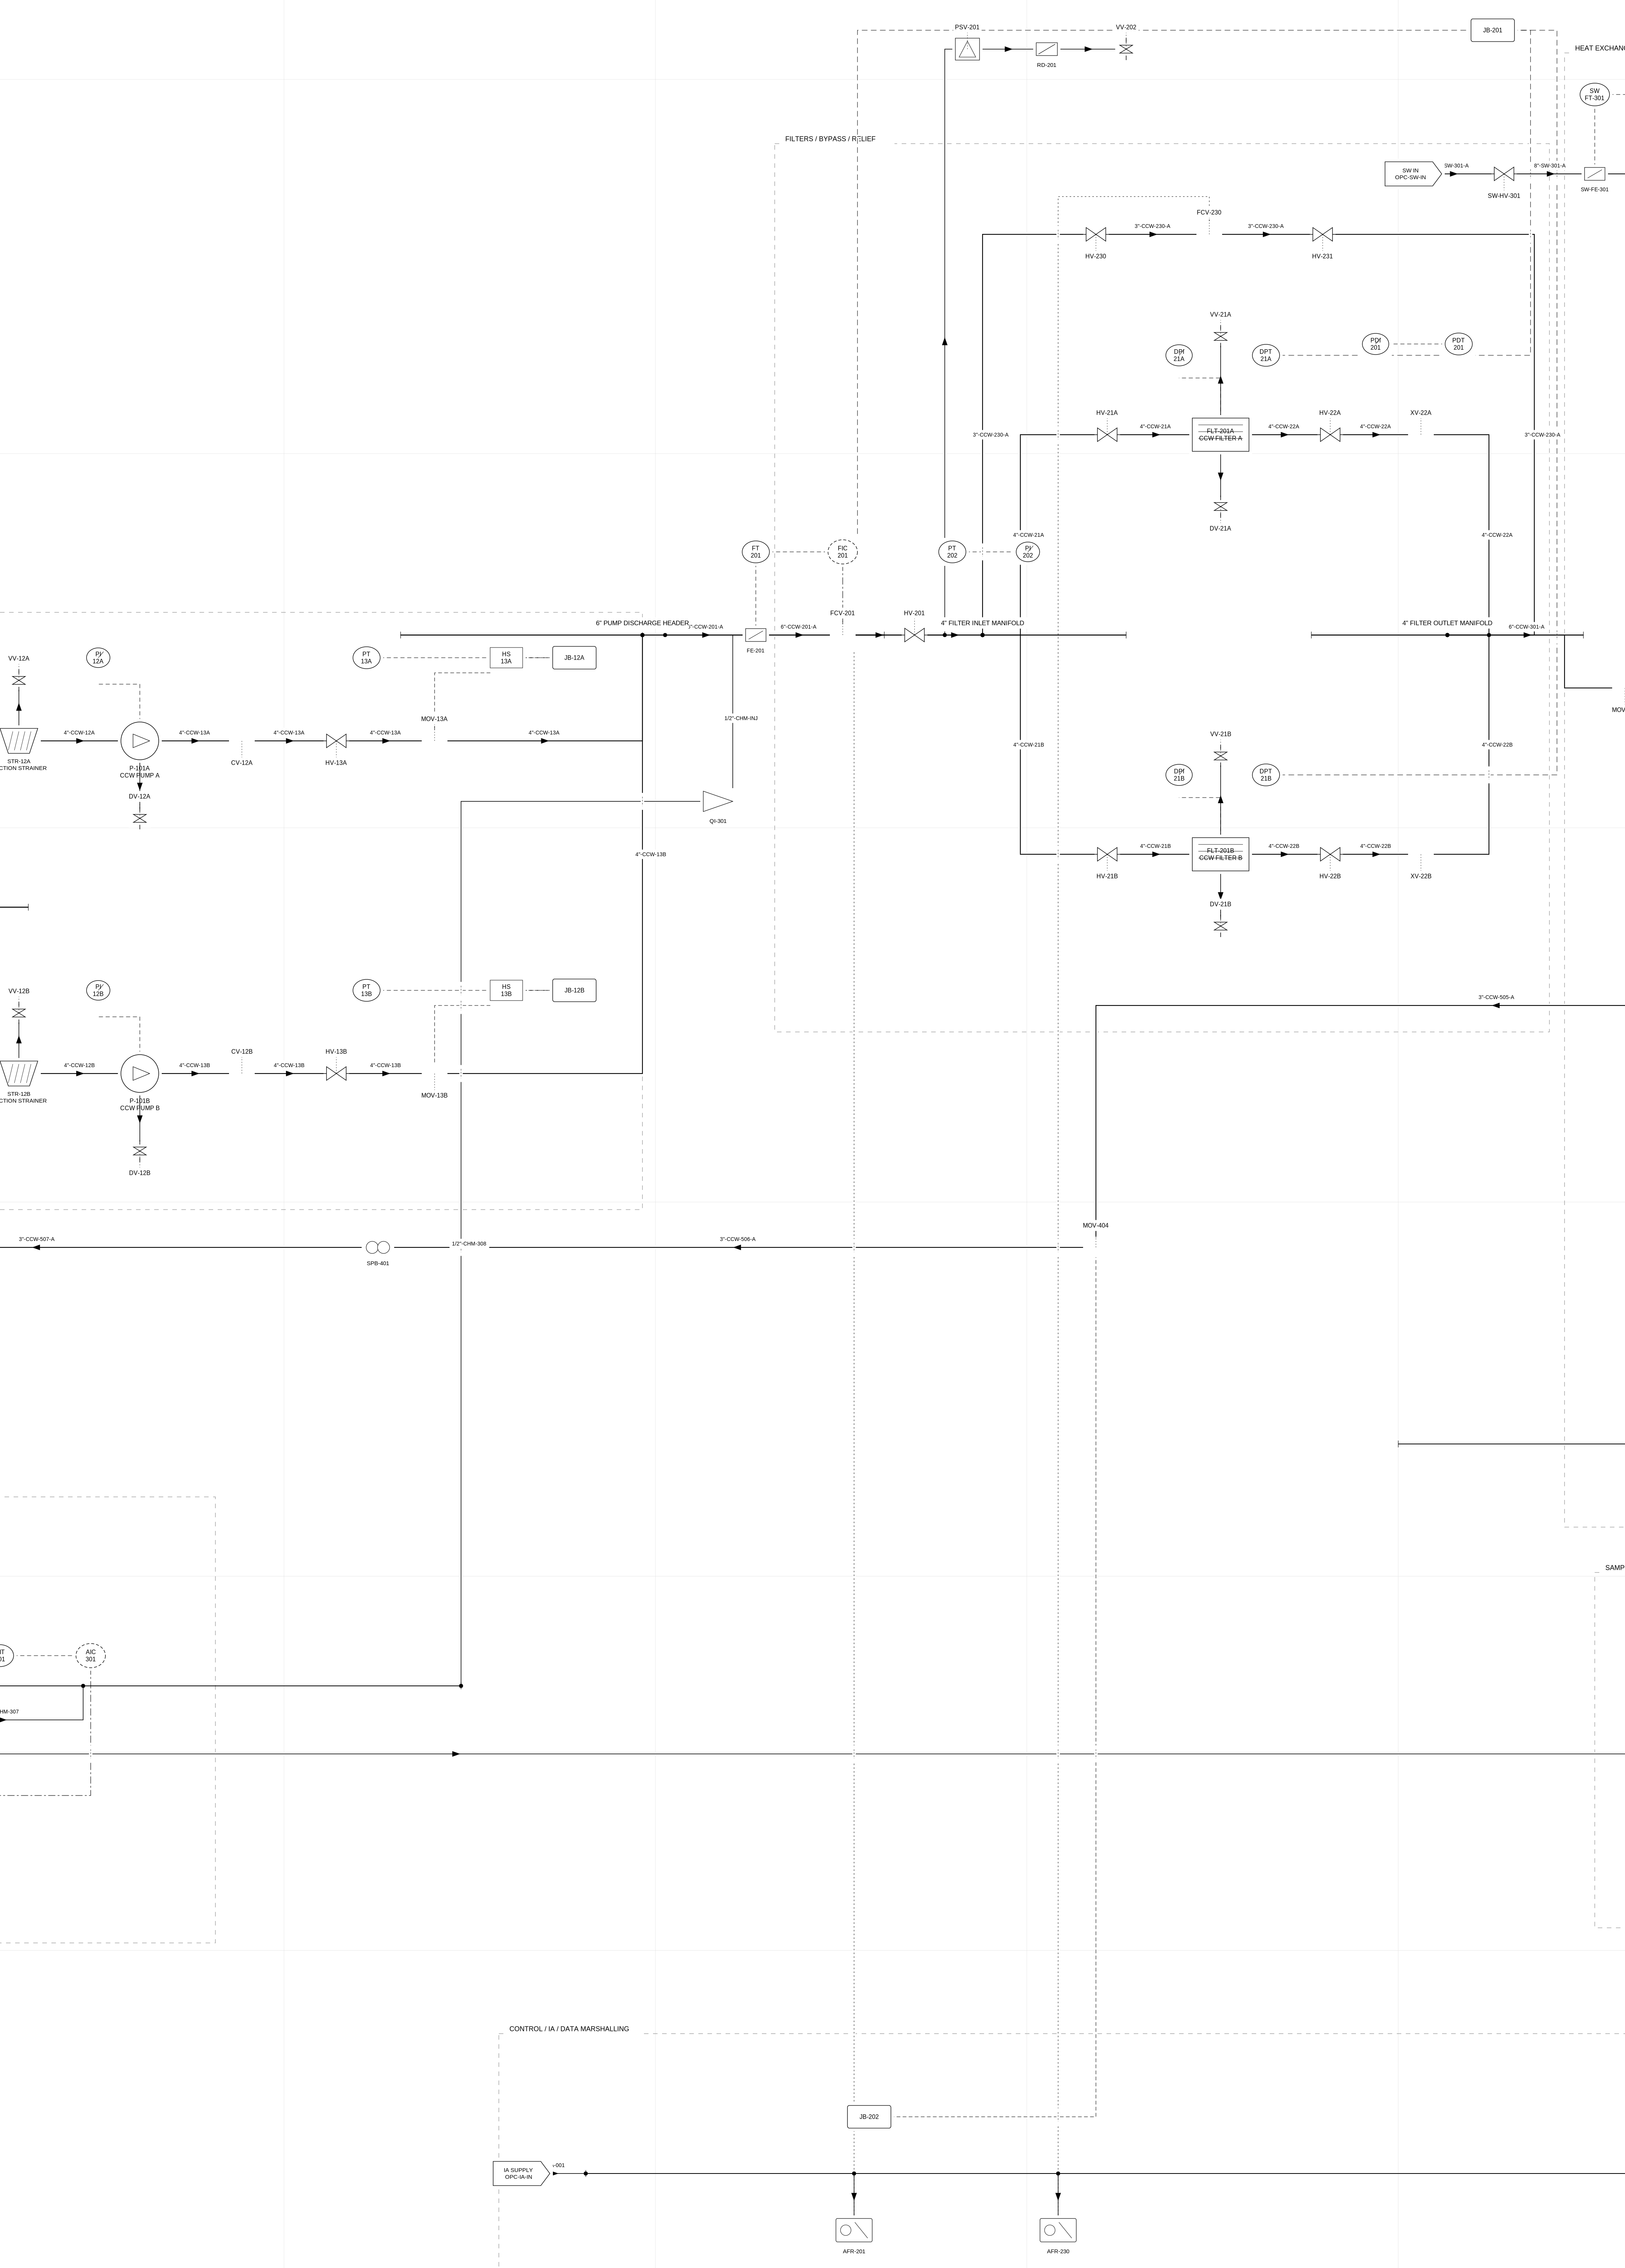 PSV-201
VV-202
JB-201
RD-201
HEAT EXCHANG
SW
FT-301
FILTERS / BYPASS / RELIEF
SW IN
OPC-SW-IN
SW-301-A
8"-SW-301-A
SW-HV-301
SW-FE-301
FCV-230
3"-CCW-230-A
3"-CCW-230-A
HV-230
HV-231
VV-21A
21A
DPT
21A
201
PDT
201
HV-21A
HV-22A
XV-22A
4"-CCW-21A
4"-CCW-22A
4"-CCW-22A
3"-CCW-230-A
FLT-201A
CCW FILTER A
3"-CCW-230-A
DV-21A
4"-CCW-21A
4"-CCW-22A
FT
201
FIC
201
PT
202
202
FCV-201
HV-201
6" PUMP DISCHARGE HEADER
"-CCW-201-A
6"-CCW-201-A
4" FILTER INLET MANIFOLD
4" FILTER OUTLET MANIFOLD
6"-CCW-301-A
FE-201
VV-12A
12A
PT
13A
HS
13A
JB-12A
MOV
MOV-13A
1/2"-CHM-INJ
4"-CCW-12A
4"-CCW-13A
4"-CCW-13A
4"-CCW-13A
4"-CCW-13A
VV-21B
4"-CCW-21B
4"-CCW-22B
STR-12A
CTION STRAINER
CV-12A
HV-13A
P-101A
CCW PUMP A
21B
DPT
21B
DV-12A
QI-301
HV-21B
4"-CCW-21B
FLT-201B
CCW FILTER B
4"-CCW-22B
4"-CCW-22B
4"-CCW-13B
HV-22B
XV-22B
DV-21B
VV-12B
12B
PT
13B
HS
13B
JB-12B
3"-CCW-505-A
CV-12B
HV-13B
4"-CCW-12B
4"-CCW-13B
4"-CCW-13B
4"-CCW-13B
STR-12B
CTION STRAINER
MOV-13B
P-101B
CCW PUMP B
DV-12B
MOV-404
3"-CCW-507-A
1/2"-CHM-308
3"-CCW-506-A
SPB-401
SAMP
IT
01
AIC
301
HM-307
CONTROL / IA / DATA MARSHALLING
JB-202
IA SUPPLY
OPC-IA-IN
-001
AFR-201
AFR-230